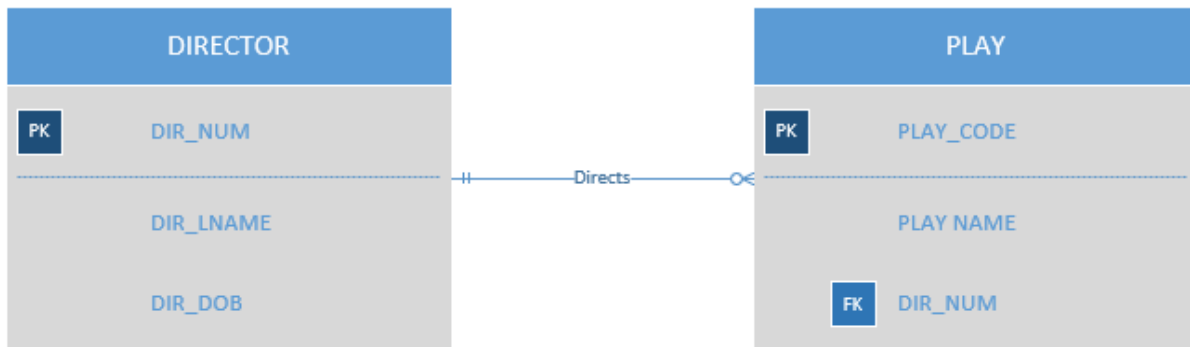 DIRECTOR
PK DIR_NUM
DIR_LNAME
DIR_DOB
Directs
PLAY
PK PLAY_CODE
PLAY NAME
FK DIR_NUM